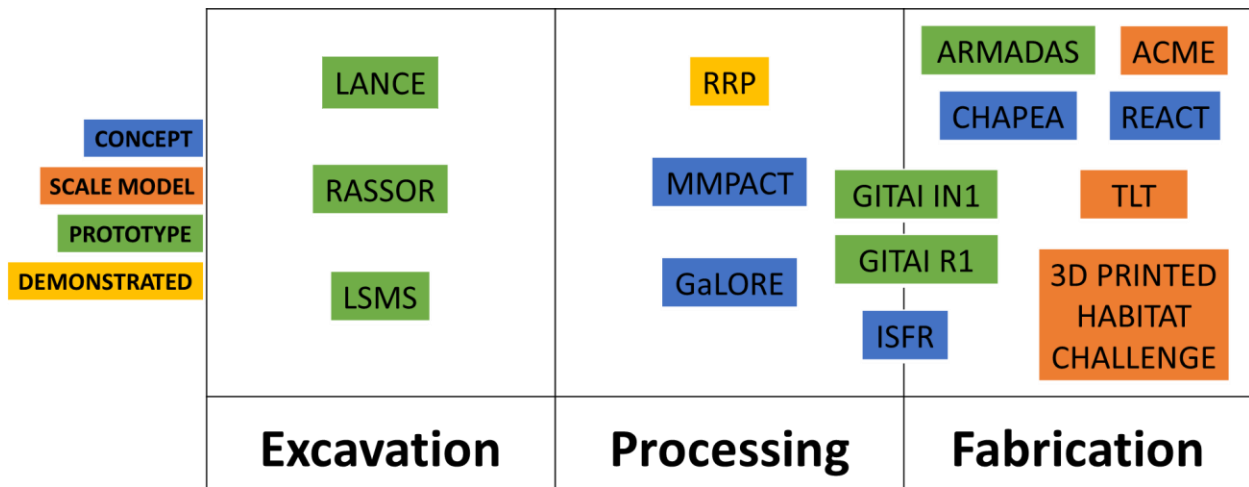 CONCEPT
SCALE MODEL
PROTOTYPE
DEMONSTRATED
LANCE
RASSOR
LSMS
RRP
MMPACT
GaLORE
GITAI IN1
GITAI R1
ISFR
ARMADAS
ACME
CHAPEA
REACT
TLT
3D PRINTED
HABITAT
CHALLENGE
Excavation
Processing
Fabrication